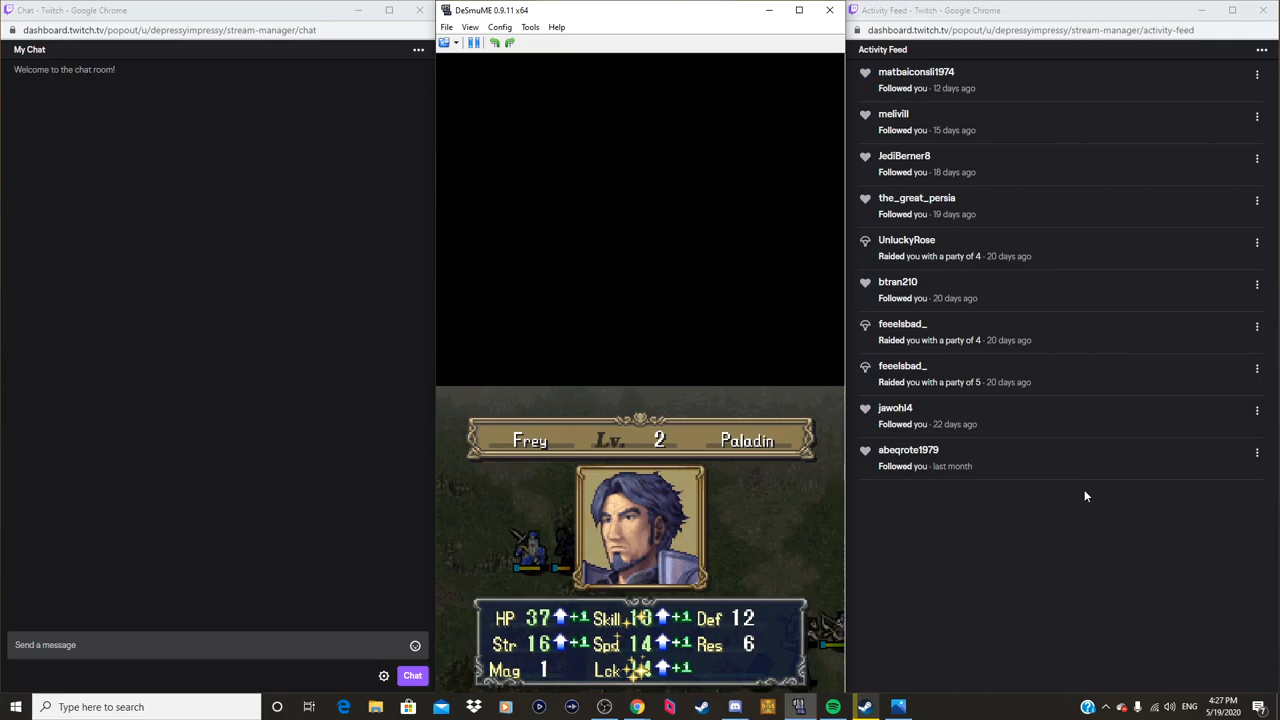 Chat - Twitch - Google Chrome
dashboard.twitch.tv/popout/u/depressyimpressy/stream-manager/chat
My Chat
Welcome to the chat room!
Send a message
Chat
DeSmuME 0.9.11 x64
File View Config Tools Help
Frey Lv. 2 Paladin
HP 37 +1 Skill +1 Def 12
Str 16 +1 Spd 14 +1 Res 6
Mag 1 Lck +1
Activity Feed - Twitch - Google Chrome
dashboard.twitch.tv/popout/u/depressyimpressy/stream-manager/activity-feed
Activity Feed
matbaiconsli1974
Followed you · 12 days ago
melivill
Followed you · 15 days ago
JediBerner8
Followed you · 18 days ago
the_great_persia
Followed you · 19 days ago
UnluckyRose
Raided you with a party of 4 · 20 days ago
btran210
Followed you · 20 days ago
feeelsbad_
Raided you with a party of 4 · 20 days ago
feeelsbad_
Raided you with a party of 5 · 20 days ago
jawohl4
Followed you · 22 days ago
abeqrote1979
Followed you · last month
Type here to search
4:27 PM
5/19/2020